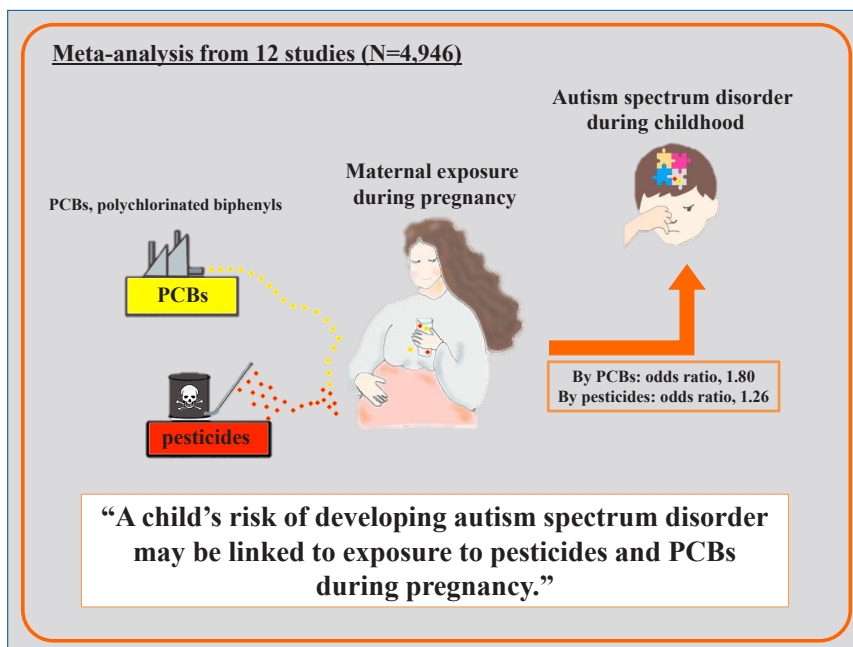 Meta-analysis from 12 studies (N=4,946)
Autism spectrum disorder
during childhood
Maternal exposure
during pregnancy
PCBs, polychlorinated biphenyls
PCBs
pesticides
By PCBs: odds ratio, 1.80
By pesticides: odds ratio, 1.26
“A child’s risk of developing autism spectrum disorder
may be linked to exposure to pesticides and PCBs
during pregnancy.”